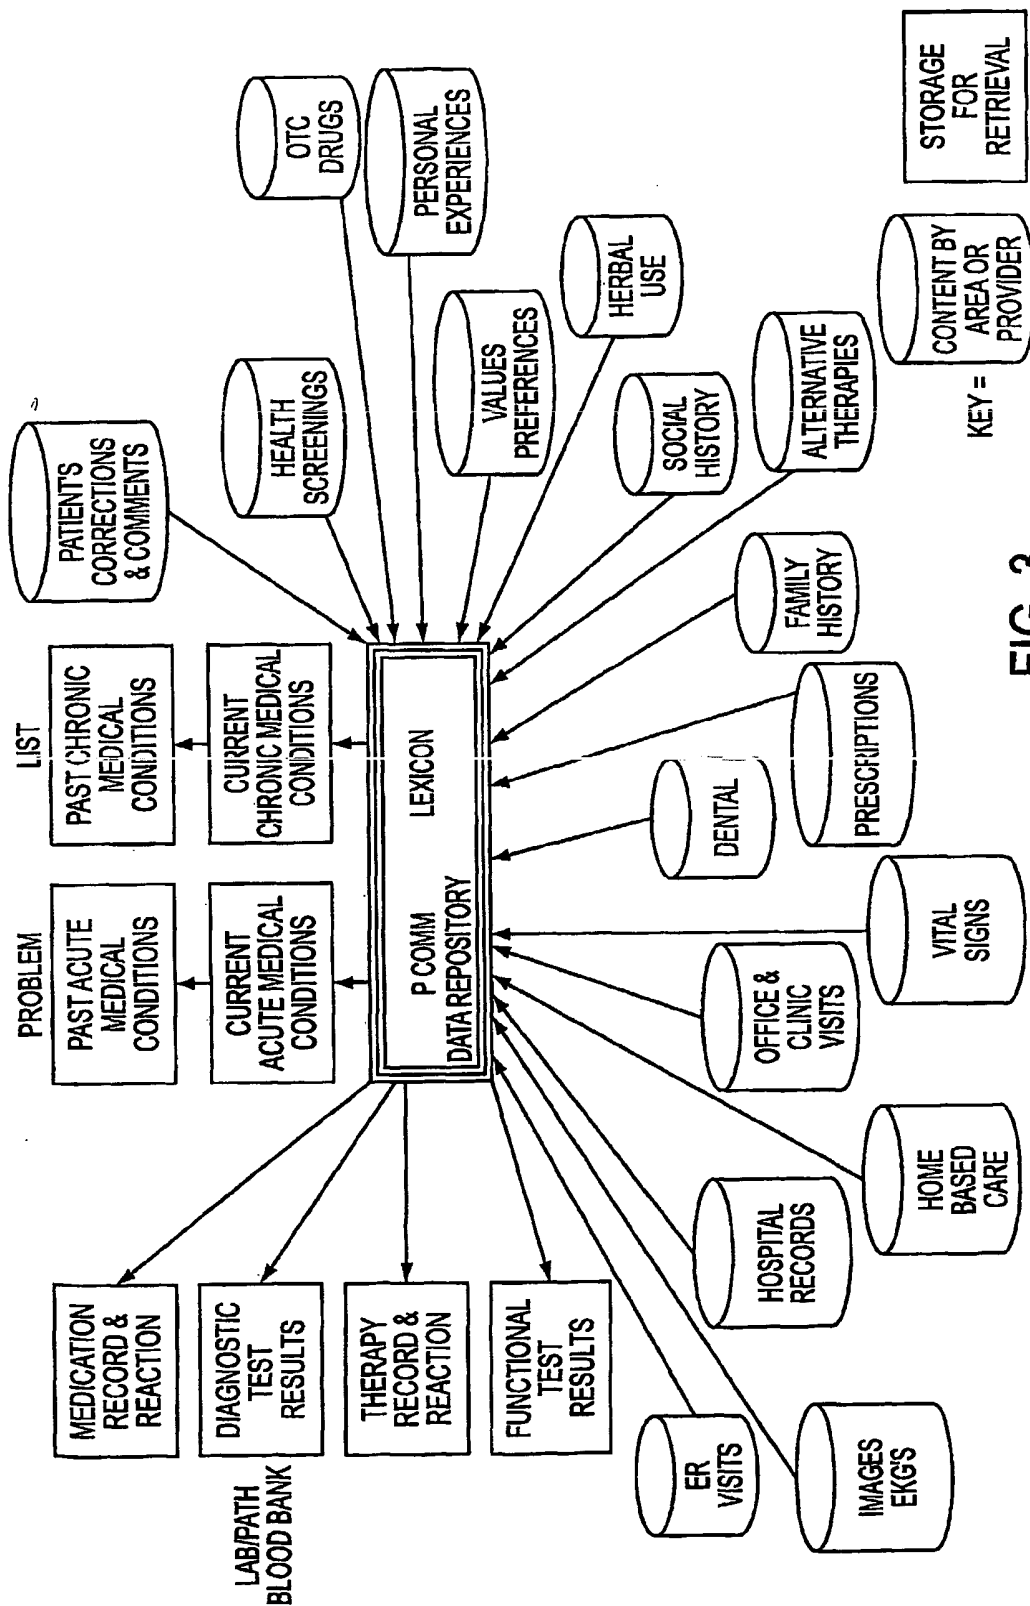 PROBLEM
LIST
PAST ACUTE
MEDICAL
CONDITIONS
PAST CHRONIC
MEDICAL
CONDITIONS
CURRENT
ACUTE MEDICAL
CONDITIONS
CURRENT
CHRONIC MEDICAL
CONDITIONS
PATIENTS
CORRECTIONS
& COMMENTS
HEALTH
SCREENINGS
OTC
DRUGS
PERSONAL
EXPERIENCES
VALUES
PREFERENCES
HERBAL
USE
SOCIAL
HISTORY
ALTERNATIVE
THERAPIES
MEDICATION
RECORD &
REACTION
LAB/PATH
BLOOD BANK
DIAGNOSTIC
TEST
RESULTS
THERAPY
RECORD &
REACTION
FUNCTIONAL
TEST
RESULTS
P COMM
LEXICON
DATA REPOSITORY
ER
VISITS
IMAGES
EKG'S
HOSPITAL
RECORDS
HOME
BASED
CARE
OFFICE &
CLINIC
VISITS
VITAL
SIGNS
DENTAL
PRESCRIPTIONS
FAMILY
HISTORY
KEY =
CONTENT BY
AREA OR
PROVIDER
STORAGE
FOR
RETRIEVAL
FIG. 3